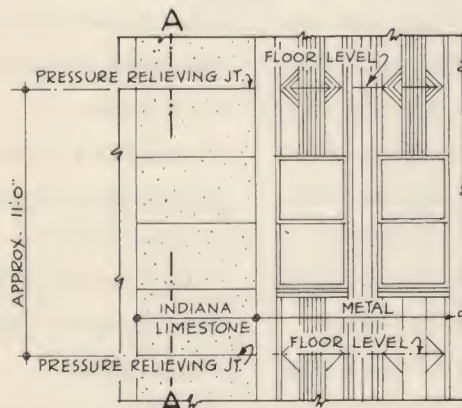 A
FLOOR LEVEL
PRESSURE RELIEVING JT.
APPROX. 11'-0"
INDIANA
LIMESTONE
METAL
FLOOR LEVEL
PRESSURE RELIEVING JT.
A